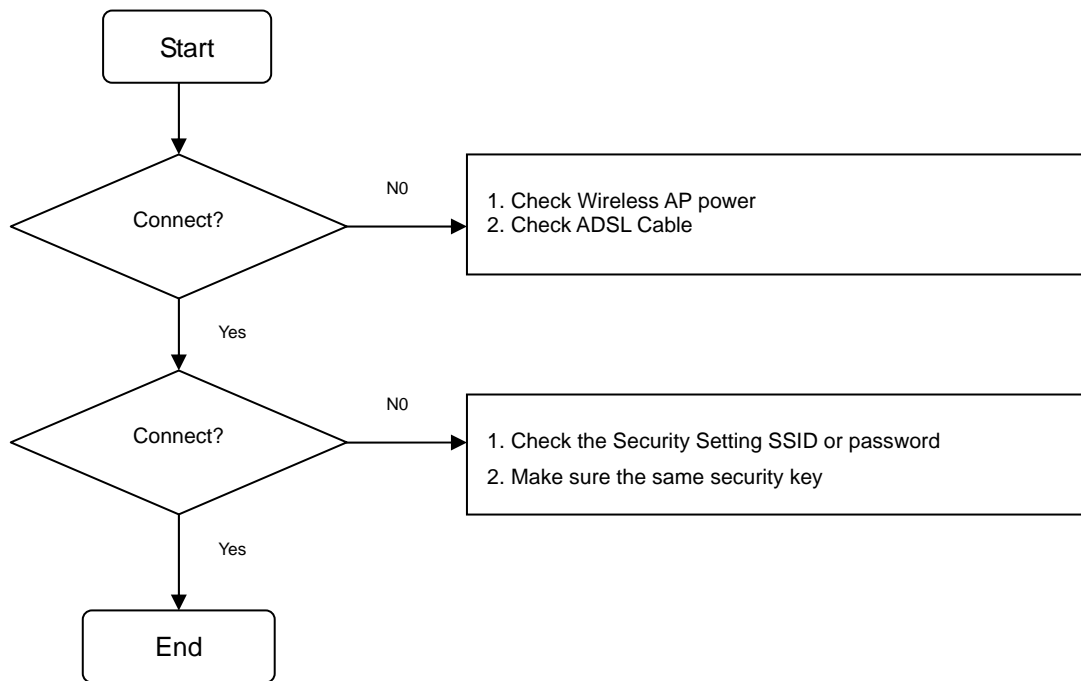 Start
Connect?
N0
1. Check Wireless AP power
2. Check ADSL Cable
Yes
Connect?
N0
1. Check the Security Setting SSID or password
2. Make sure the same security key
Yes
End